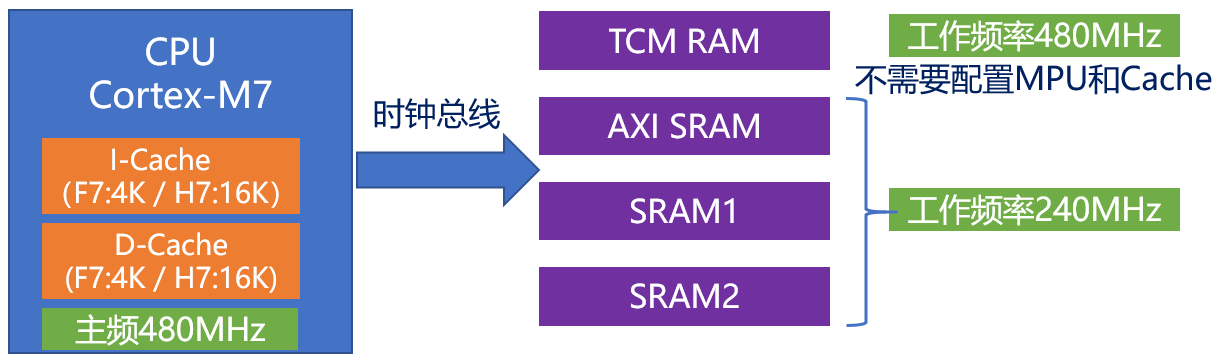 CPU
Cortex-M7
I-Cache
(F7:4K / H7:16K)
D-Cache
(F7:4K / H7:16K)
主频480MHz
时钟总线
TCM RAM
AXI SRAM
SRAM1
SRAM2
工作频率480MHz
不需要配置MPU和Cache
工作频率240MHz